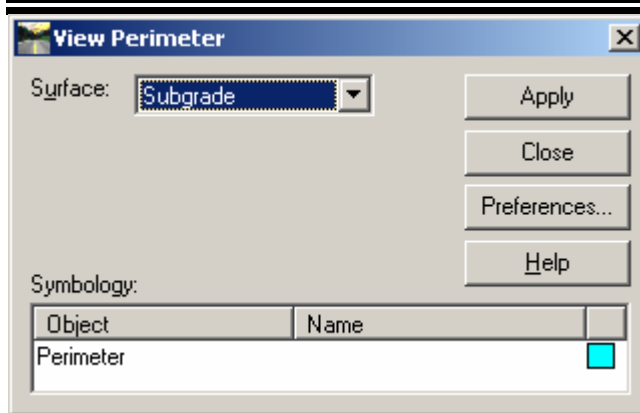 View Perimeter
Surface: Subgrade
Apply
Close
Preferences...
Help
Symbology:
Object Name
Perimeter